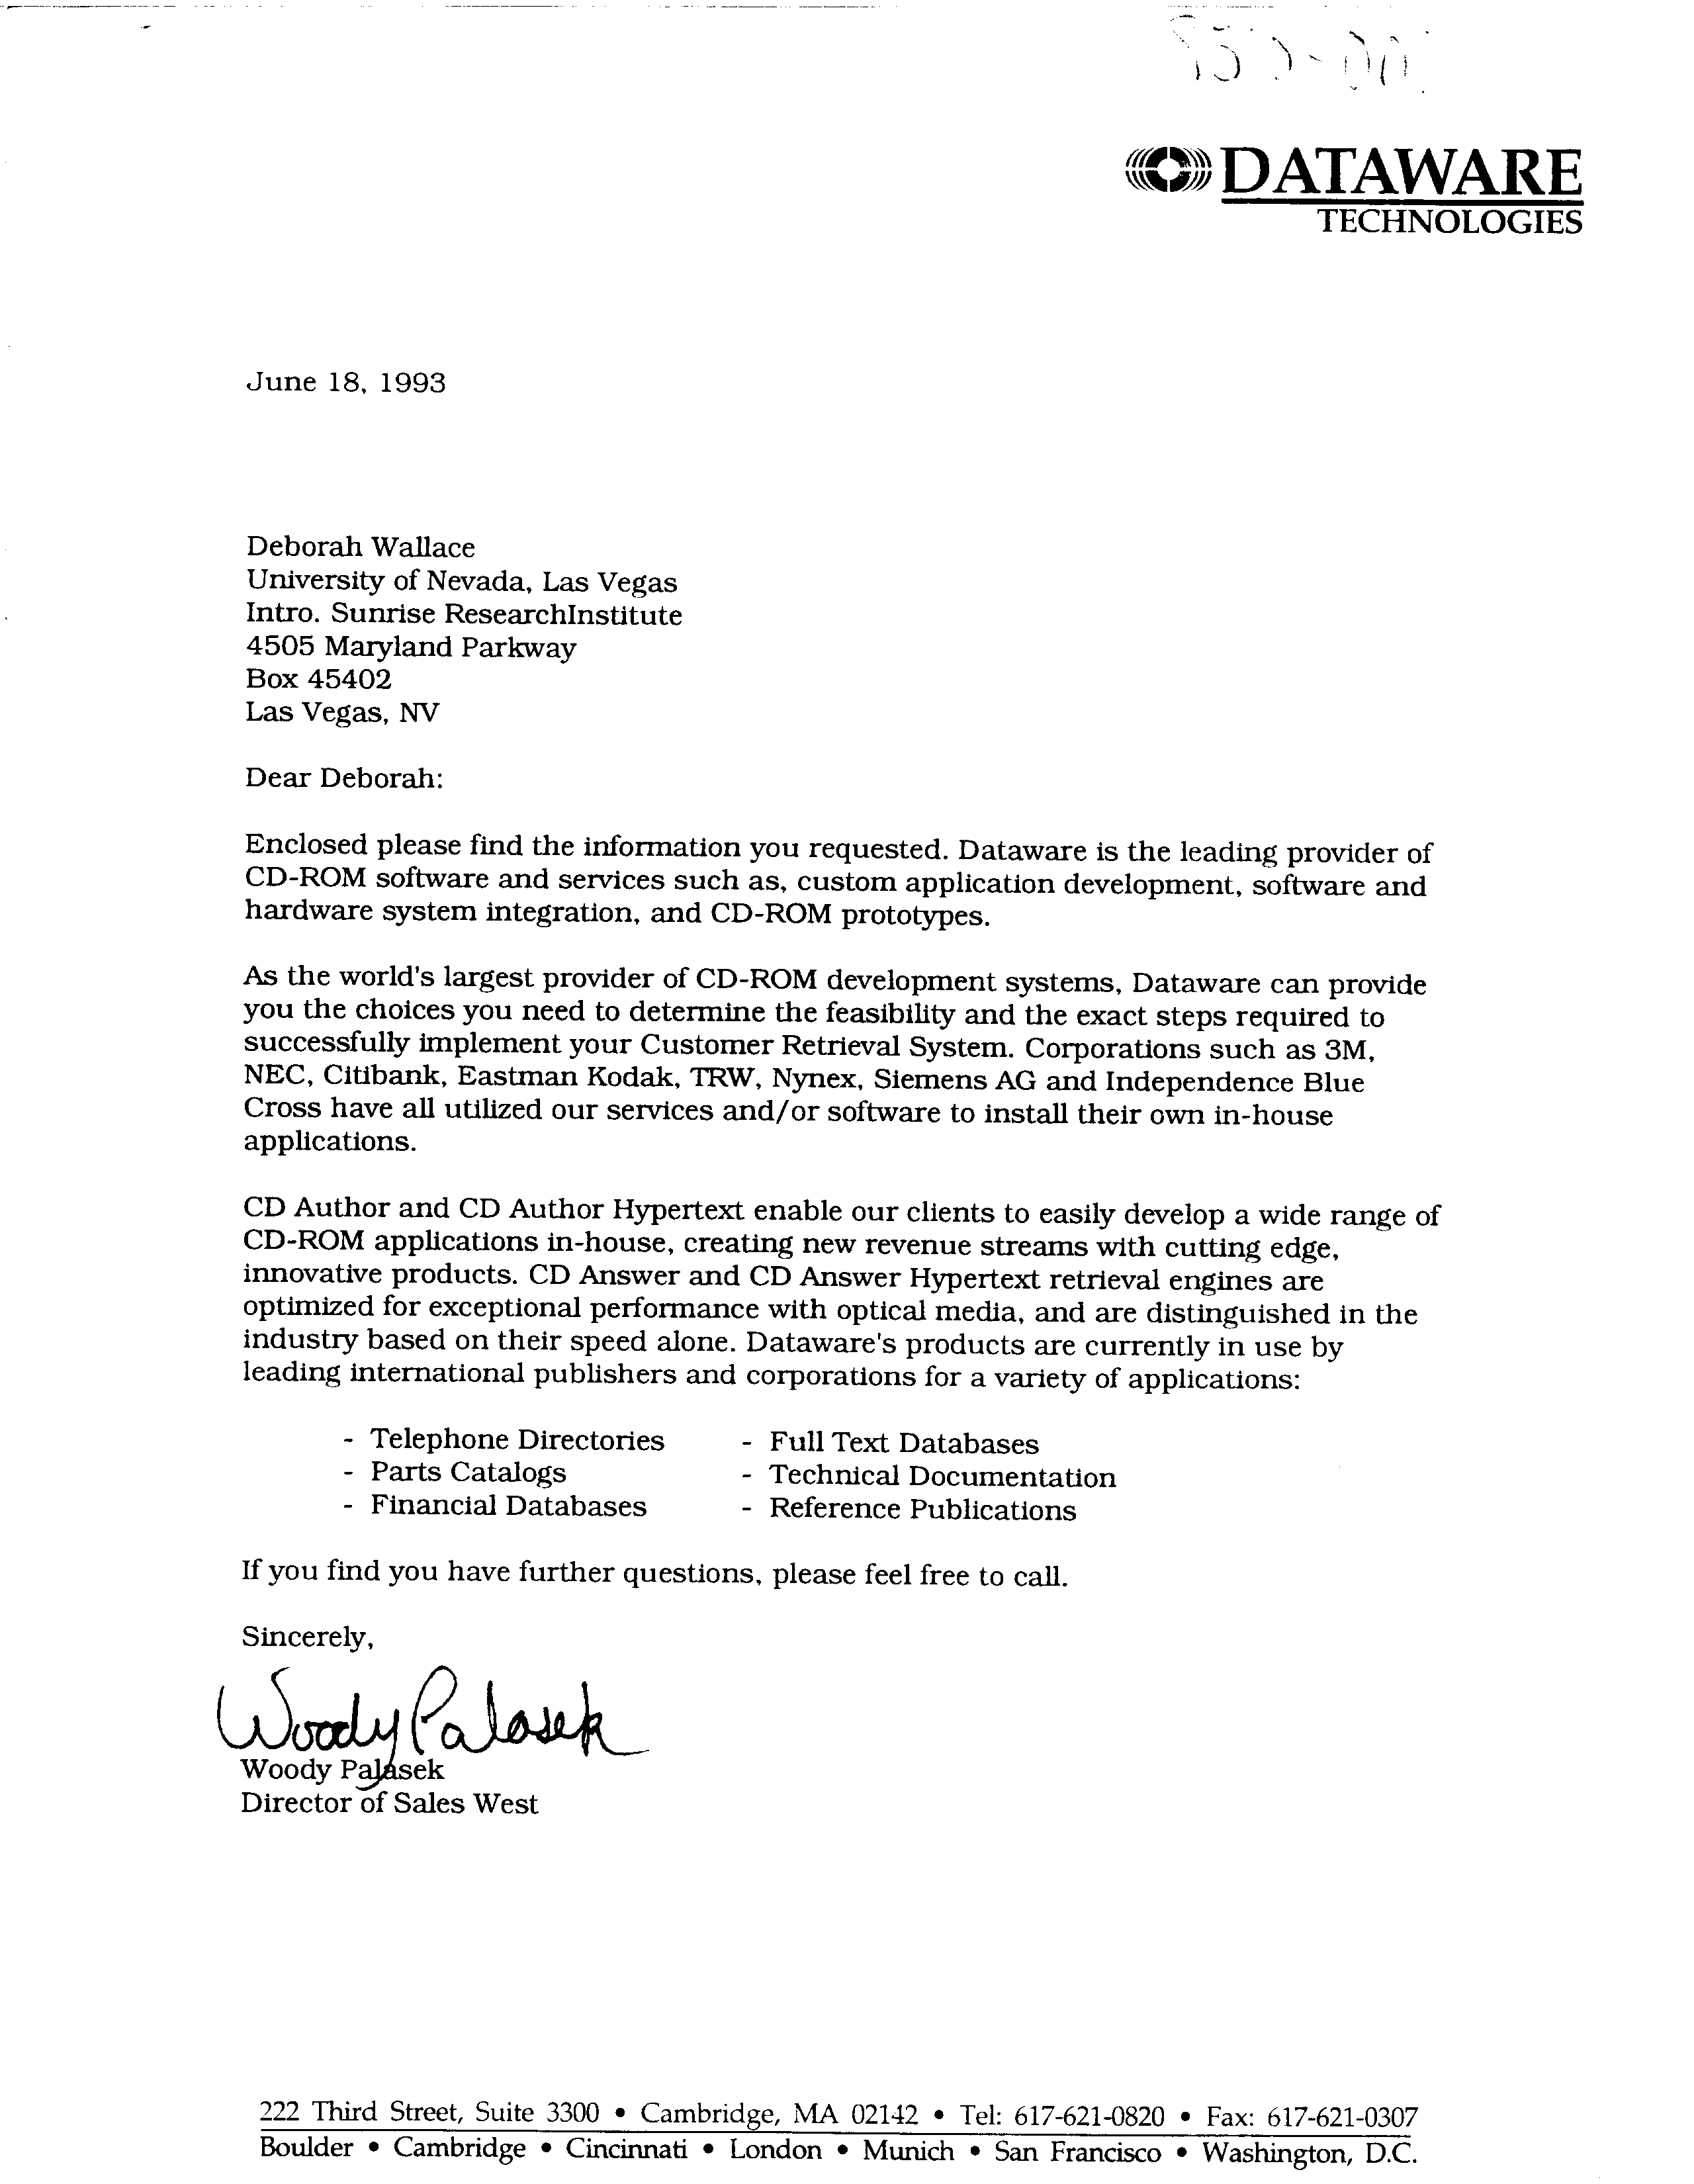 DATAWARE
TECHNOLOGIES
June 18, 1993
Deborah Wallace
University of Nevada, Las Vegas
Intro. Sunrise ResearchInstitute
4505 Maryland Parkway
Box 45402
Las Vegas, NV
Dear Deborah:
Enclosed please find the information you requested. Dataware is the leading provider of
CD-ROM software and services such as, custom application development, software and
hardware system integration, and CD-ROM prototypes.
As the world's largest provider of CD-ROM development systems, Dataware can provide
you the choices you need to determine the feasibility and the exact steps required to
successfully implement your Customer Retrieval System. Corporations such as 3M,
NEC, Citibank, Eastman Kodak, TRW, Nynex, Siemens AG and Independence Blue
Cross have all utilized our services and/or software to install their own in-house
applications.
CD Author and CD Author Hypertext enable our clients to easily develop a wide range of
CD-ROM applications in-house, creating new revenue streams with cutting edge,
innovative products. CD Answer and CD Answer Hypertext retrieval engines are
optimized for exceptional performance with optical media, and are distinguished in the
industry based on their speed alone. Dataware's products are currently in use by
leading international publishers and corporations for a variety of applications:
- Telephone Directories - Full Text Databases
- Parts Catalogs - Technical Documentation
- Financial Databases - Reference Publications
If you find you have further questions, please feel free to call.
Sincerely,
Woody Palasek
Woody Palasek
Director of Sales West
222 Third Street, Suite 3300 • Cambridge, MA 02142 • Tel: 617-621-0820 • Fax: 617-621-0307
Boulder • Cambridge • Cincinnati • London • Munich • San Francisco • Washington, D.C.